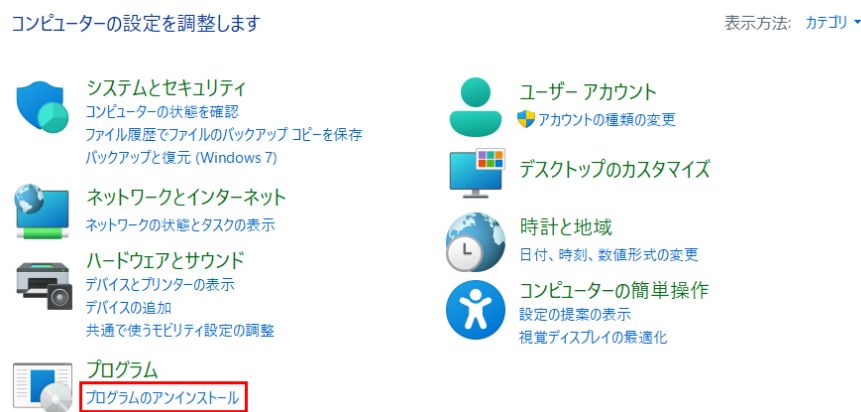 コンピューターの設定を調整します
表示方法: カテゴリ
システムとセキュリティ
コンピューターの状態を確認
ファイル履歴でファイルのバックアップ コピーを保存
バックアップと復元 (Windows 7)
ネットワークとインターネット
ネットワークの状態とタスクの表示
ハードウェアとサウンド
デバイスとプリンターの表示
デバイスの追加
共通で使うモビリティ設定の調整
プログラム
プログラムのアンインストール
ユーザー アカウント
アカウントの種類の変更
デスクトップのカスタマイズ
時計と地域
日付、時刻、数値形式の変更
コンピューターの簡単操作
設定の提案の表示
視覚ディスプレイの最適化